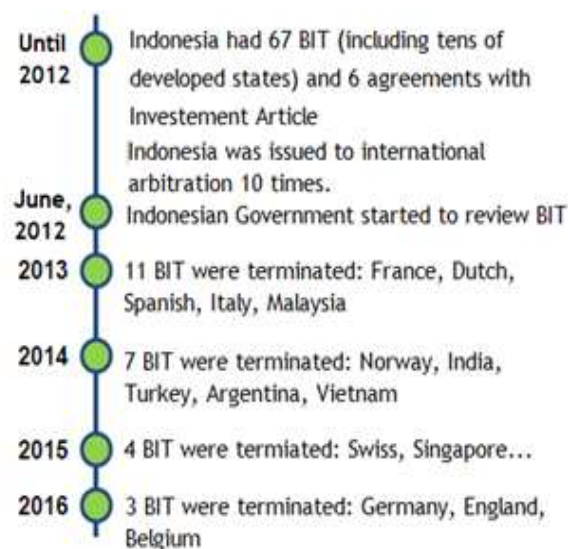 Until
2012
Indonesia had 67 BIT (including tens of
developed states) and 6 agreements with
Investement Article
Indonesia was issued to international
arbitration 10 times.
June,
2012
Indonesian Government started to review BIT
2013
11 BIT were terminated: France, Dutch,
Spanish, Italy, Malaysia
2014
7 BIT were terminated: Norway, India,
Turkey, Argentina, Vietnam
2015
4 BIT were termiated: Swiss, Singapore...
2016
3 BIT were terminated: Germany, England,
Belgium